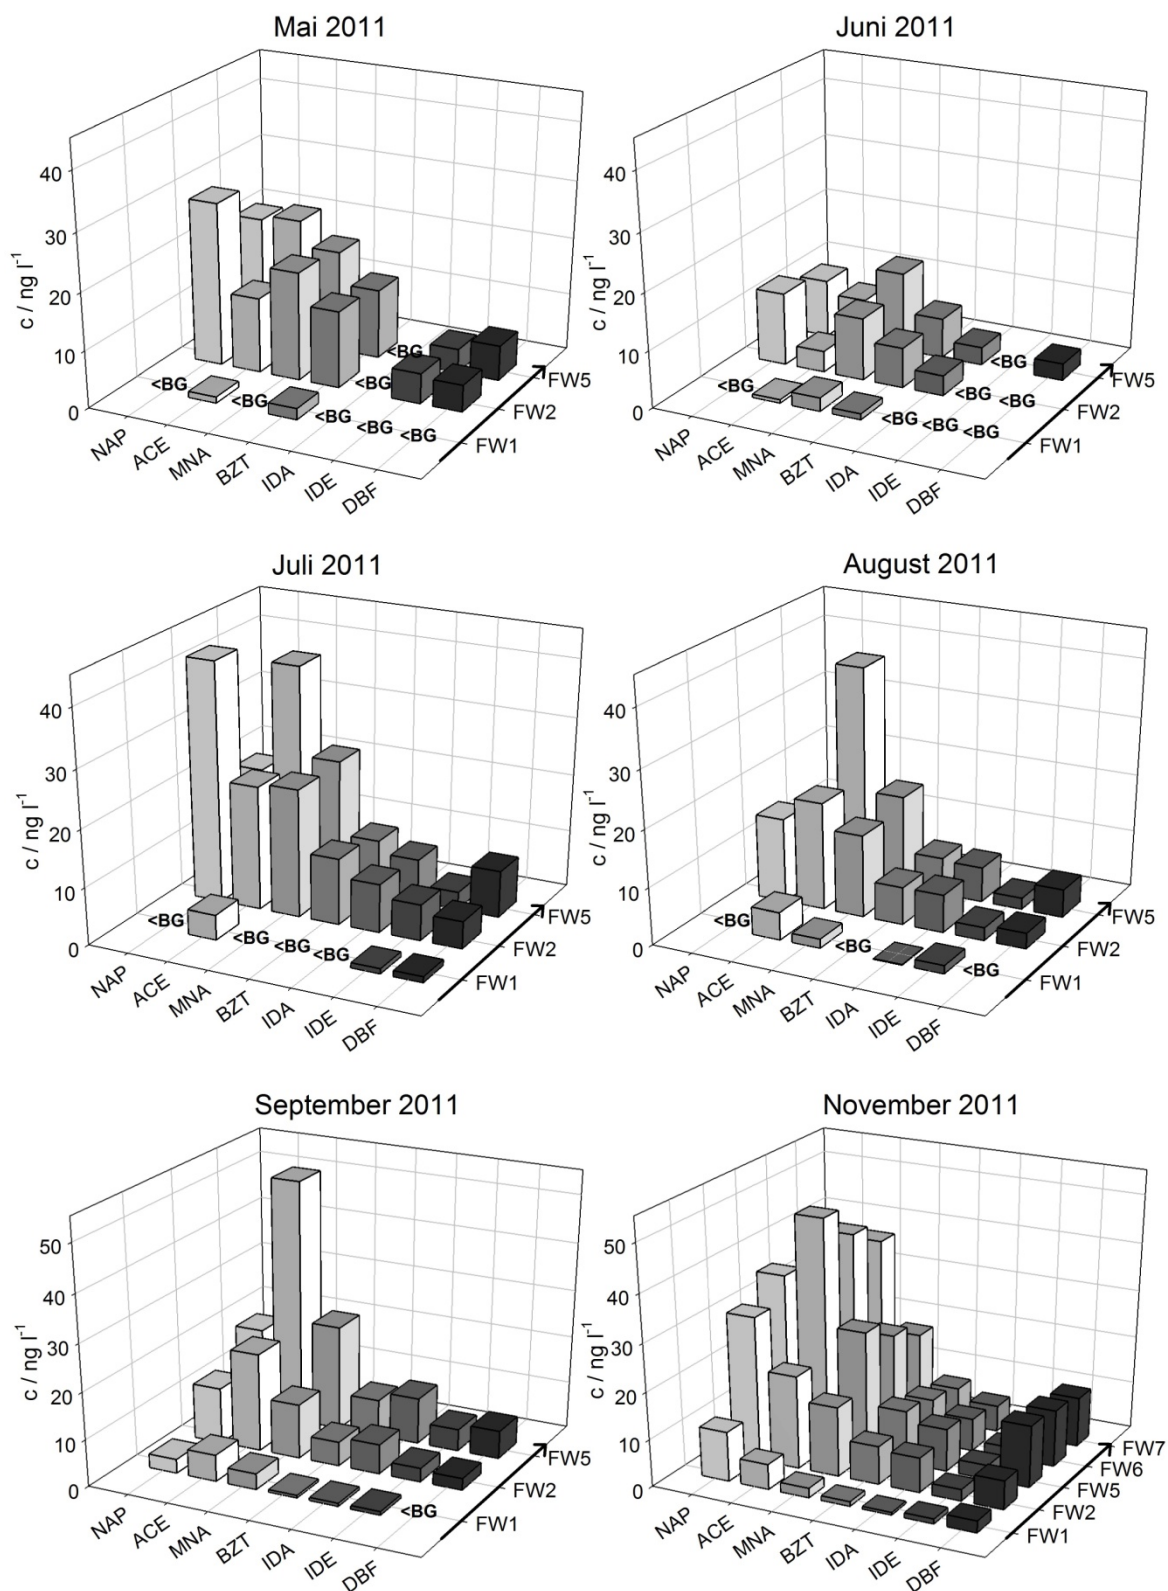 Mai 2011
Juni 2011
c / ng l⁻¹
40
30
20
10
0
<BG
<BG
<BG
<BG
<BG <BG <BG
NAP
ACE
MNA
BZT
IDA
IDE
DBF
FW5
FW2
FW1
c / ng l⁻¹
40
30
20
10
0
<BG
<BG
<BG <BG
<BG <BG <BG
NAP
ACE
MNA
BZT
IDA
IDE
DBF
FW5
FW2
FW1
Juli 2011
August 2011
c / ng l⁻¹
40
30
20
10
0
<BG
<BG
<BG
<BG
NAP
ACE
MNA
BZT
IDA
IDE
DBF
FW5
FW2
FW1
c / ng l⁻¹
40
30
20
10
0
<BG
<BG
<BG
NAP
ACE
MNA
BZT
IDA
IDE
DBF
FW5
FW2
FW1
September 2011
November 2011
c / ng l⁻¹
50
40
30
20
10
0
<BG
NAP
ACE
MNA
BZT
IDA
IDE
DBF
FW5
FW2
FW1
c / ng l⁻¹
50
40
30
20
10
0
NAP
ACE
MNA
BZT
IDA
IDE
DBF
FW7
FW6
FW5
FW2
FW1